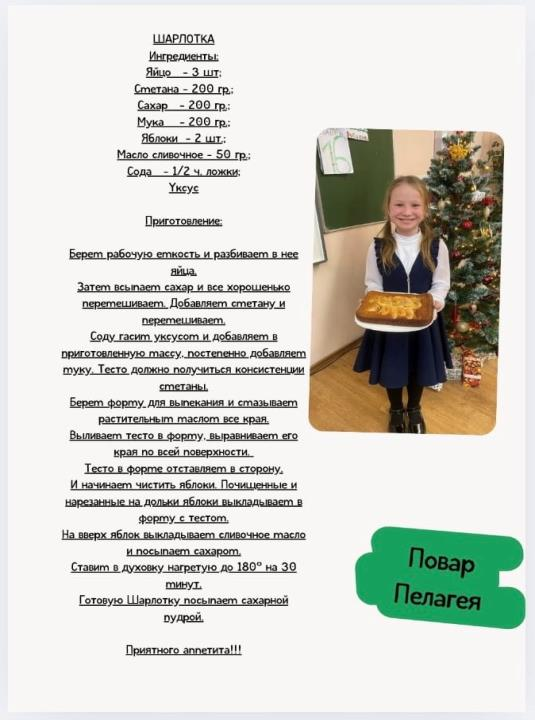 ШАРЛОТКА
Ингредиенты:
Яйцо - 3 шт;
Сметана - 200 гр.;
Сахар - 200 гр.;
Мука - 200 гр.;
Яблоки - 2 шт.;
Масло сливочное - 50 гр.;
Сода - 1/2 ч. ложки;
Уксус
Приготовление:
Берем рабочую емкость и разбиваем в нее
яйца.
Затем всыпаем сахар и все хорошенько
перемешивает. Добавляем сметану и
перемешиваем.
Соду гасим уксусом и добавляем в
приготовленную массу, постепенно добавляем
муку. Тесто должно получиться консистенции
сметаны.
Берем форму для выпекания и смазываем
растительным маслом все края.
Выливаем тесто в форму, выравниваем его
края по всей поверхности.
Тесто в форме отставляем в сторону.
И начинаем чистить яблоки. Почищенные и
нарезанные на дольки яблоки выкладываем в
форму с тестом.
На вверх яблок выкладываем сливочное масло
и посыпаем сахаром.
Ставим в духовку нагретую до 180° на 30
минут.
Готовую Шарлотку посыпаем сахарной
пудрой.
Приятного аппетита!!!
Повар
Пелагея